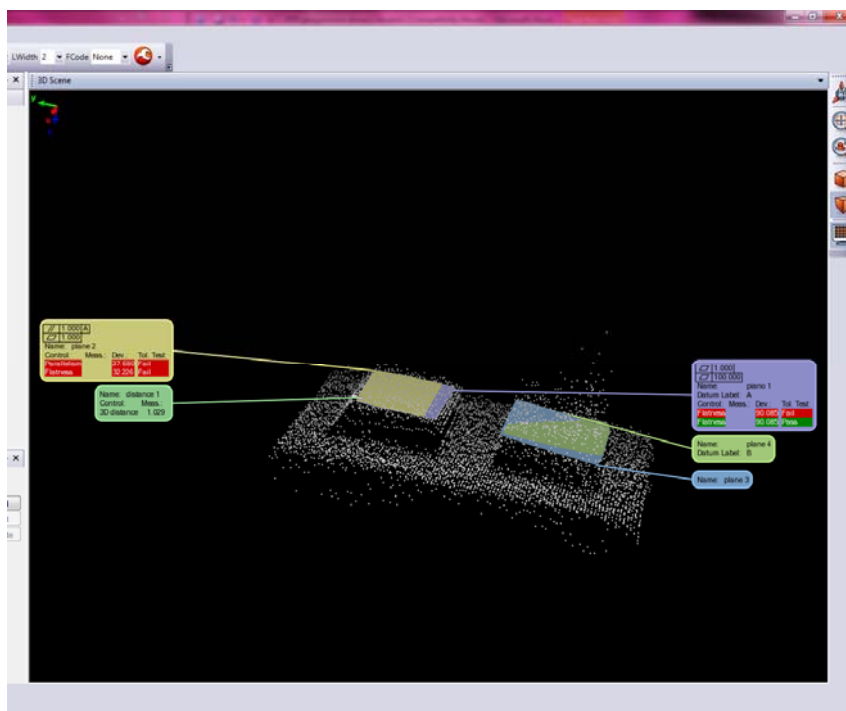 LWidth 2 FCode None
3D Scene
y
// 1.000 A
1.000
Name: plane 2
Control: Meas.: Dev.: Tol. Test:
Parallelism 37.680 Fail
Flatness 32.226 Fail
Name: distance 1
Control: Meas.:
3D distance 1.029
1.000
100.000
Name: plano 1
Datum Label: A
Control: Meas.: Dev.: Tol. Test:
Flatness 90.085 Fail
Flatness 90.085 Pass
Name: plane 4
Datum Label: B
Name: plane 3